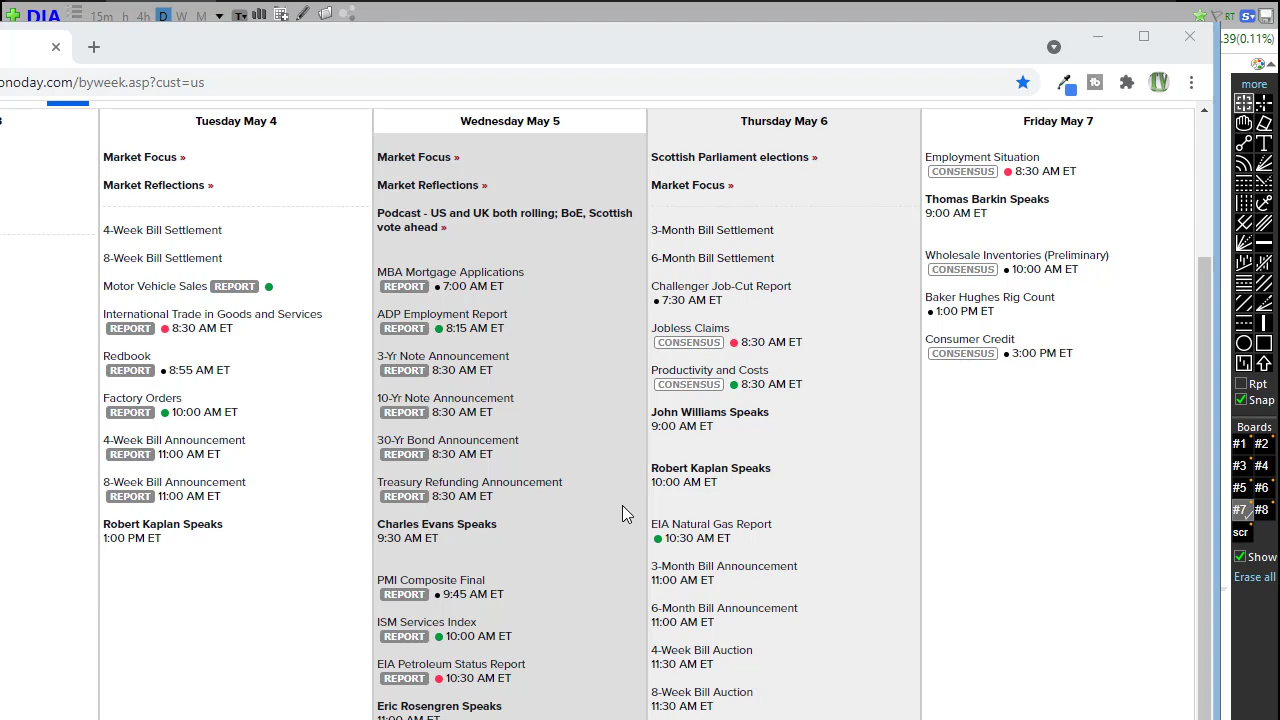 DIA
15m h 4h D W M
RT
.39(0.11%)
onoday.com/byweek.asp?cust=us
more
3
Tuesday May 4
Market Focus »
Market Reflections »
4-Week Bill Settlement
8-Week Bill Settlement
Motor Vehicle Sales REPORT
International Trade in Goods and Services
REPORT 8:30 AM ET
Redbook
REPORT 8:55 AM ET
Factory Orders
REPORT 10:00 AM ET
4-Week Bill Announcement
REPORT 11:00 AM ET
8-Week Bill Announcement
REPORT 11:00 AM ET
Robert Kaplan Speaks
1:00 PM ET
Wednesday May 5
Market Focus »
Market Reflections »
Podcast - US and UK both rolling; BoE, Scottish
vote ahead »
MBA Mortgage Applications
REPORT 7:00 AM ET
ADP Employment Report
REPORT 8:15 AM ET
3-Yr Note Announcement
REPORT 8:30 AM ET
10-Yr Note Announcement
REPORT 8:30 AM ET
30-Yr Bond Announcement
REPORT 8:30 AM ET
Treasury Refunding Announcement
REPORT 8:30 AM ET
Charles Evans Speaks
9:30 AM ET
PMI Composite Final
REPORT 9:45 AM ET
ISM Services Index
REPORT 10:00 AM ET
EIA Petroleum Status Report
REPORT 10:30 AM ET
Eric Rosengren Speaks
11:00 AM ET
Thursday May 6
Scottish Parliament elections »
Market Focus »
3-Month Bill Settlement
6-Month Bill Settlement
Challenger Job-Cut Report
7:30 AM ET
Jobless Claims
CONSENSUS 8:30 AM ET
Productivity and Costs
CONSENSUS 8:30 AM ET
John Williams Speaks
9:00 AM ET
Robert Kaplan Speaks
10:00 AM ET
EIA Natural Gas Report
10:30 AM ET
3-Month Bill Announcement
11:00 AM ET
6-Month Bill Announcement
11:00 AM ET
4-Week Bill Auction
11:30 AM ET
8-Week Bill Auction
11:30 AM ET
Friday May 7
Employment Situation
CONSENSUS 8:30 AM ET
Thomas Barkin Speaks
9:00 AM ET
Wholesale Inventories (Preliminary)
CONSENSUS 10:00 AM ET
Baker Hughes Rig Count
1:00 PM ET
Consumer Credit
CONSENSUS 3:00 PM ET
Rpt
Snap
Boards
#1 #2
#3 #4
#5 #6
#7 #8
scr
Show
Erase all